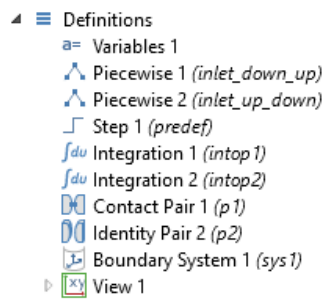 Definitions
a= Variables 1
Piecewise 1 (inlet_down_up)
Piecewise 2 (inlet_up_down)
Step 1 (predef)
∫du Integration 1 (intop1)
∫du Integration 2 (intop2)
Contact Pair 1 (p1)
Identity Pair 2 (p2)
Boundary System 1 (sys1)
xy View 1